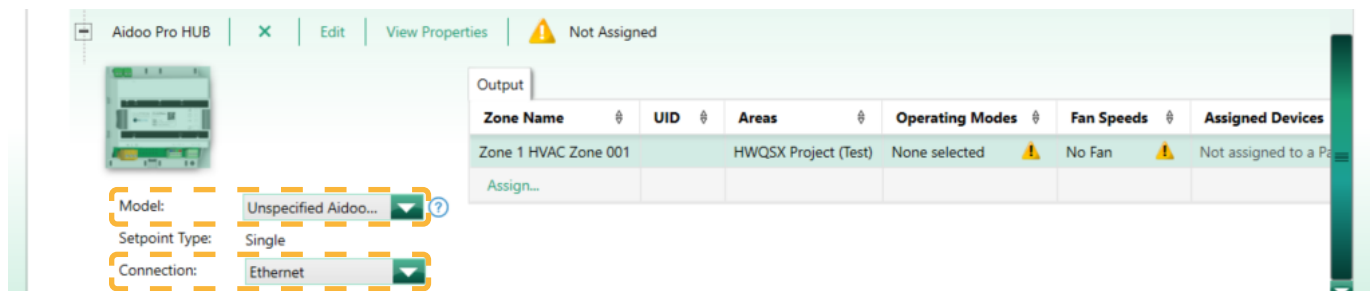 Aidoo Pro HUB Edit View Properties Not Assigned
Output
Zone Name UID Areas Operating Modes Fan Speeds Assigned Devices
Zone 1 HVAC Zone 001 HWQSX Project (Test) None selected No Fan Not assigned to a
Assign...
Model: Unspecified Aidoo... ?
Setpoint Type: Single
Connection: Ethernet